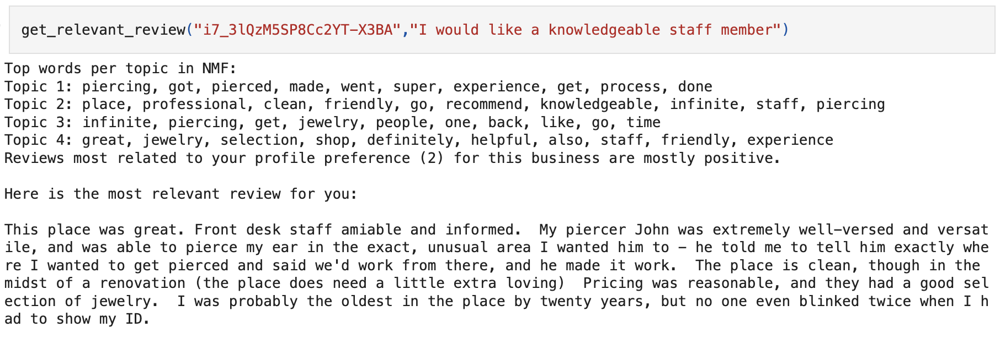 get_relevant_review("i7_3lQzM5SP8Cc2YT-X3BA","I would like a knowledgeable staff member")
Top words per topic in NMF:
Topic 1: piercing, got, pierced, made, went, super, experience, get, process, done
Topic 2: place, professional, clean, friendly, go, recommend, knowledgeable, infinite, staff, piercing
Topic 3: infinite, piercing, get, jewelry, people, one, back, like, go, time
Topic 4: great, jewelry, selection, shop, definitely, helpful, also, staff, friendly, experience
Reviews most related to your profile preference (2) for this business are mostly positive.
Here is the most relevant review for you:
This place was great. Front desk staff amiable and informed.  My piercer John was extremely well-versed and versat
ile, and was able to pierce my ear in the exact, unusual area I wanted him to - he told me to tell him exactly whe
re I wanted to get pierced and said we'd work from there, and he made it work.  The place is clean, though in the
midst of a renovation (the place does need a little extra loving)  Pricing was reasonable, and they had a good sel
ection of jewelry.  I was probably the oldest in the place by twenty years, but no one even blinked twice when I h
ad to show my ID.